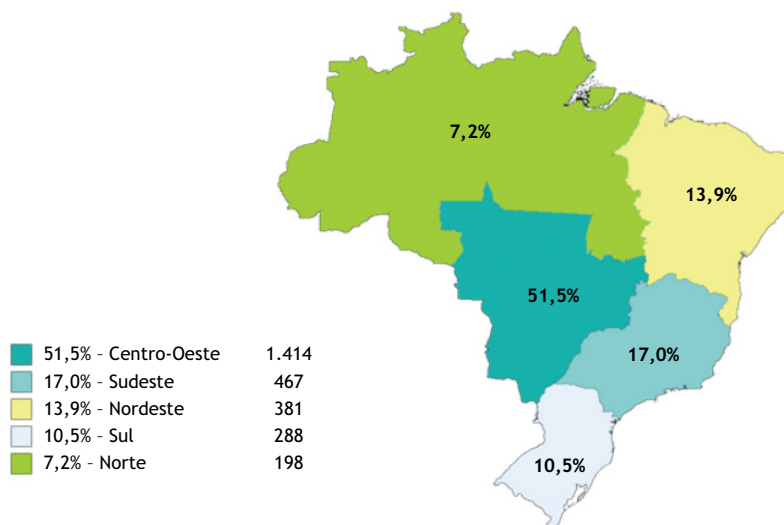 7,2%
13,9%
51,5%
17,0%
10,5%
51,5% – Centro-Oeste 1.414
17,0% – Sudeste 467
13,9% – Nordeste 381
10,5% – Sul 288
7,2% – Norte 198